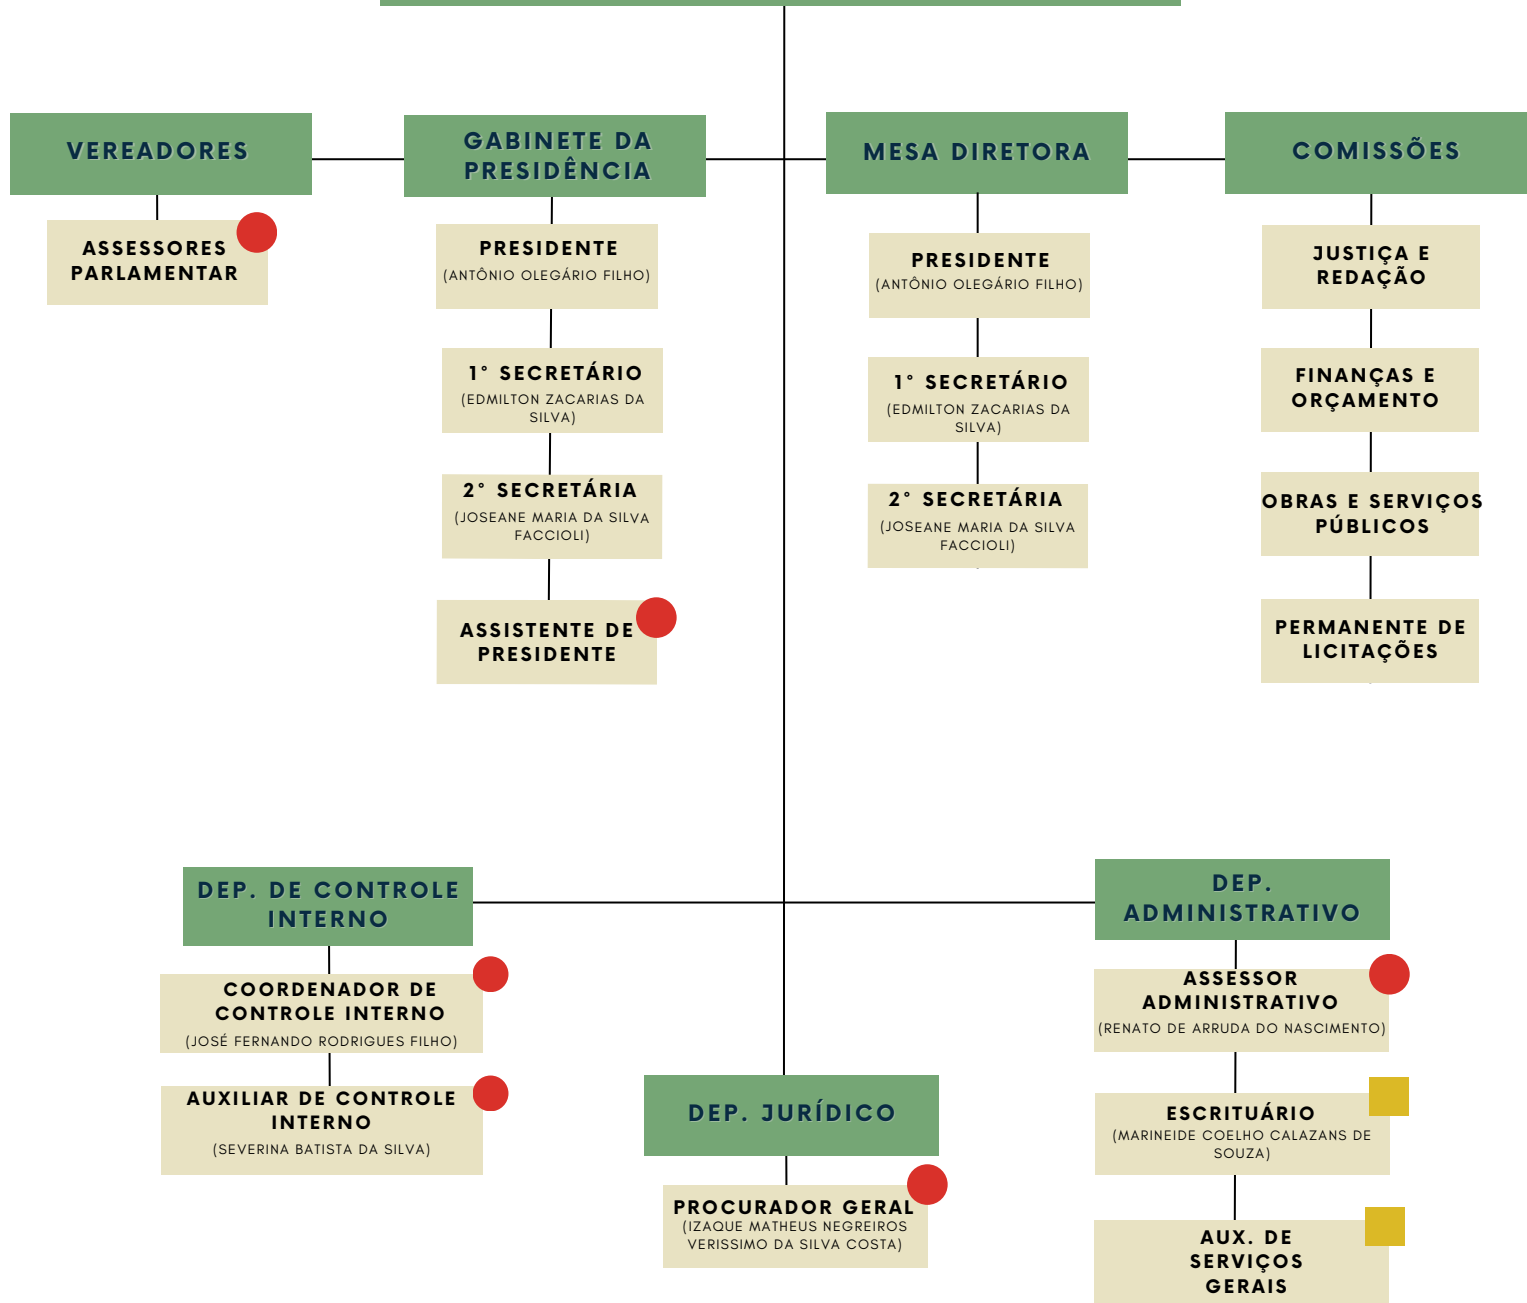 VEREADORES
ASSESSORES
PARLAMENTAR
GABINETE DA
PRESIDÊNCIA
PRESIDENTE
(ANTÔNIO OLEGÁRIO FILHO)
1° SECRETÁRIO
(EDMILTON ZACARIAS DA
SILVA)
2° SECRETÁRIA
(JOSEANE MARIA DA SILVA
FACCIOLI)
ASSISTENTE DE
PRESIDENTE
MESA DIRETORA
PRESIDENTE
(ANTÔNIO OLEGÁRIO FILHO)
1° SECRETÁRIO
(EDMILTON ZACARIAS DA
SILVA)
2° SECRETÁRIA
(JOSEANE MARIA DA SILVA
FACCIOLI)
COMISSÕES
JUSTIÇA E
REDAÇÃO
FINANÇAS E
ORÇAMENTO
OBRAS E SERVIÇOS
PÚBLICOS
PERMANENTE DE
LICITAÇÕES
DEP. DE CONTROLE
INTERNO
COORDENADOR DE
CONTROLE INTERNO
(JOSÉ FERNANDO RODRIGUES FILHO)
AUXILIAR DE CONTROLE
INTERNO
(SEVERINA BATISTA DA SILVA)
DEP. JURÍDICO
PROCURADOR GERAL
(IZAQUE MATHEUS NEGREIROS
VERISSIMO DA SILVA COSTA)
DEP.
ADMINISTRATIVO
ASSESSOR
ADMINISTRATIVO
(RENATO DE ARRUDA DO NASCIMENTO)
ESCRITUÁRIO
(MARINEIDE COELHO CALAZANS DE
SOUZA)
AUX. DE
SERVIÇOS
GERAIS